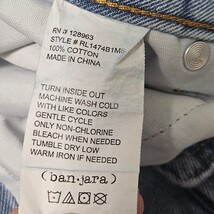 RN# 128963
STYLE # RL1474B1MS
100% COTTON
MADE IN CHINA
TURN INSIDE OUT
MACHINE WASH COLD
WITH LIKE COLORS
GENTLE CYCLE
ONLY NON-CHLORINE
BLEACH WHEN NEEDED
TUMBLE DRY LOW
WARM IRON IF NEEDED
(ban·jara)